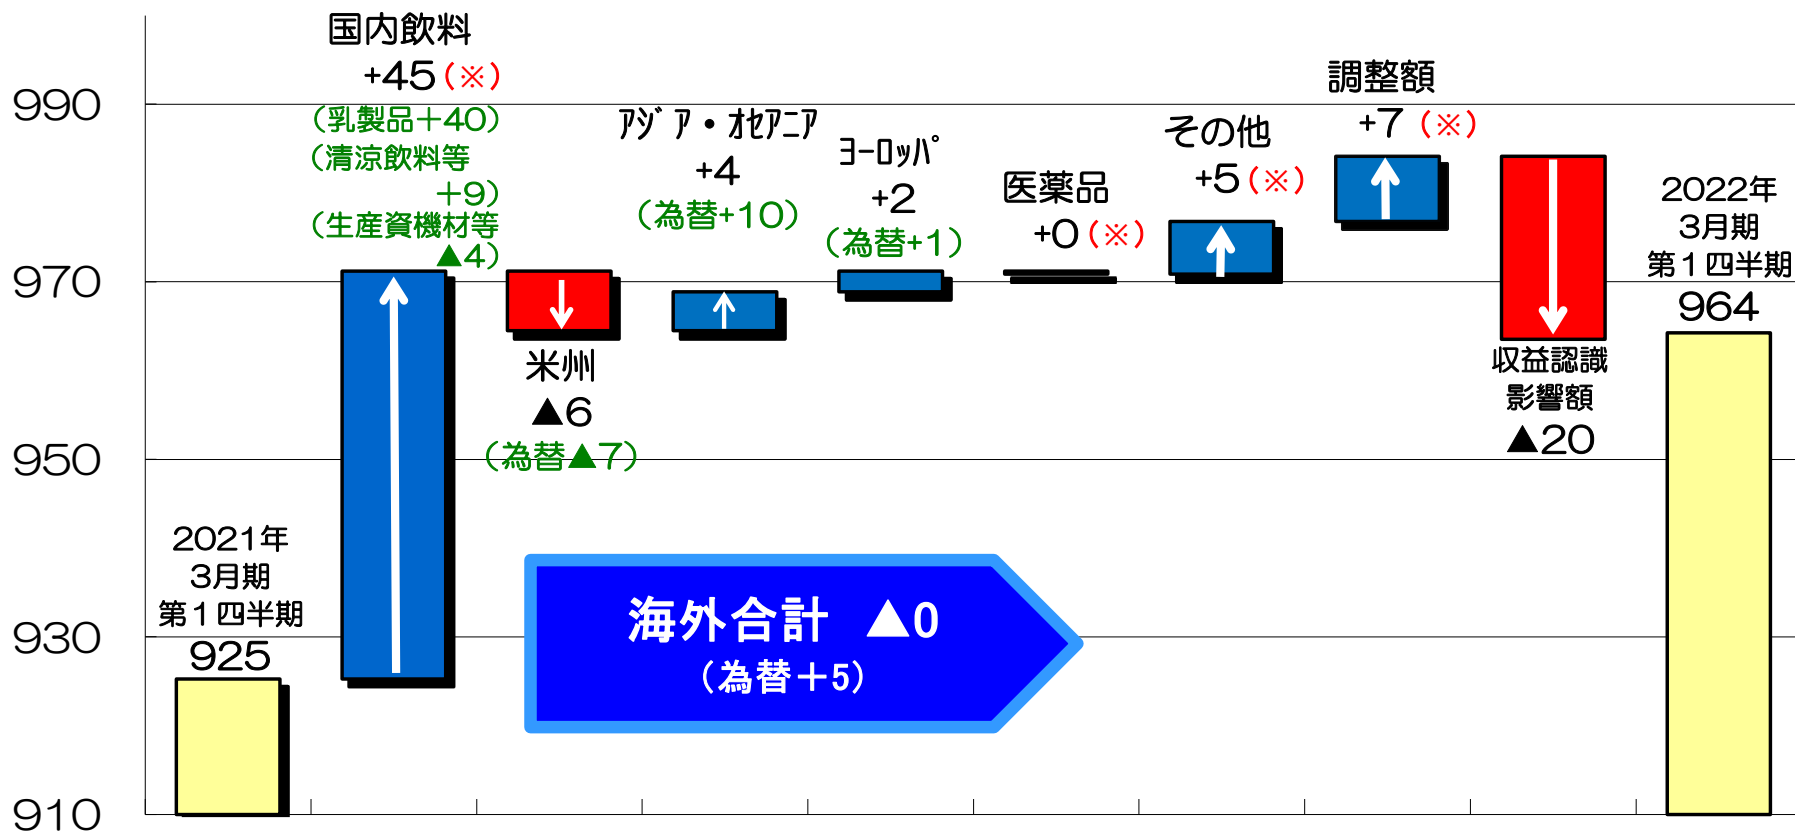 990
970
950
930
910
2021年
3月期
第1四半期
925
国内飲料
+45(※)
(乳製品+40)
(清涼飲料等
+9)
(生産資機材等
▲4)
米州
▲6
(為替▲7)
アジア・オセアニア
+4
(為替+10)
ヨーロッパ
+2
(為替+1)
医薬品
+0(※)
その他
+5(※)
調整額
+7(※)
収益認識
影響額
▲20
2022年
3月期
第1四半期
964
海外合計 ▲0
(為替+5)